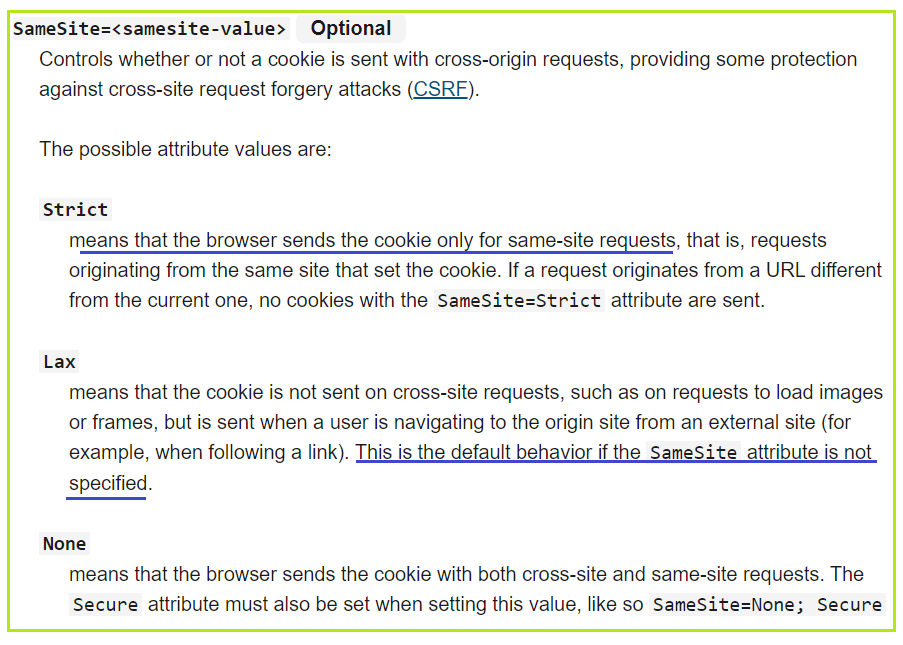 SameSite=<samesite-value> Optional
Controls whether or not a cookie is sent with cross-origin requests, providing some protection
against cross-site request forgery attacks (CSRF).
The possible attribute values are:
Strict
means that the browser sends the cookie only for same-site requests, that is, requests
originating from the same site that set the cookie. If a request originates from a URL different
from the current one, no cookies with the SameSite=Strict attribute are sent.
Lax
means that the cookie is not sent on cross-site requests, such as on requests to load images
or frames, but is sent when a user is navigating to the origin site from an external site (for
example, when following a link). This is the default behavior if the SameSite attribute is not
specified.
None
means that the browser sends the cookie with both cross-site and same-site requests. The
Secure attribute must also be set when setting this value, like so SameSite=None; Secure